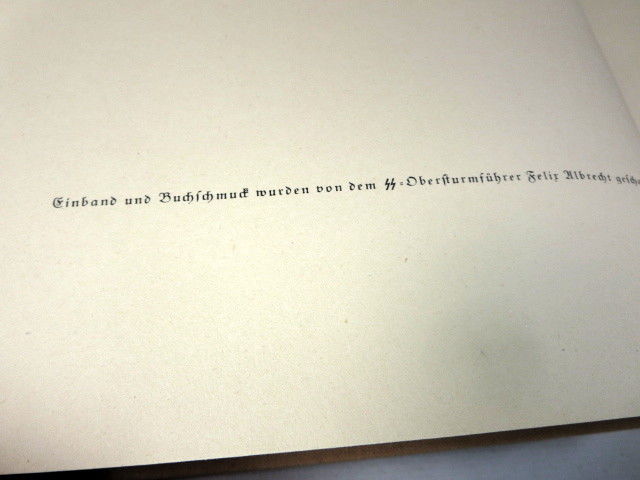 Einband und Buchschmuck wurden von dem SS-Obersturmführer Felix Albrecht